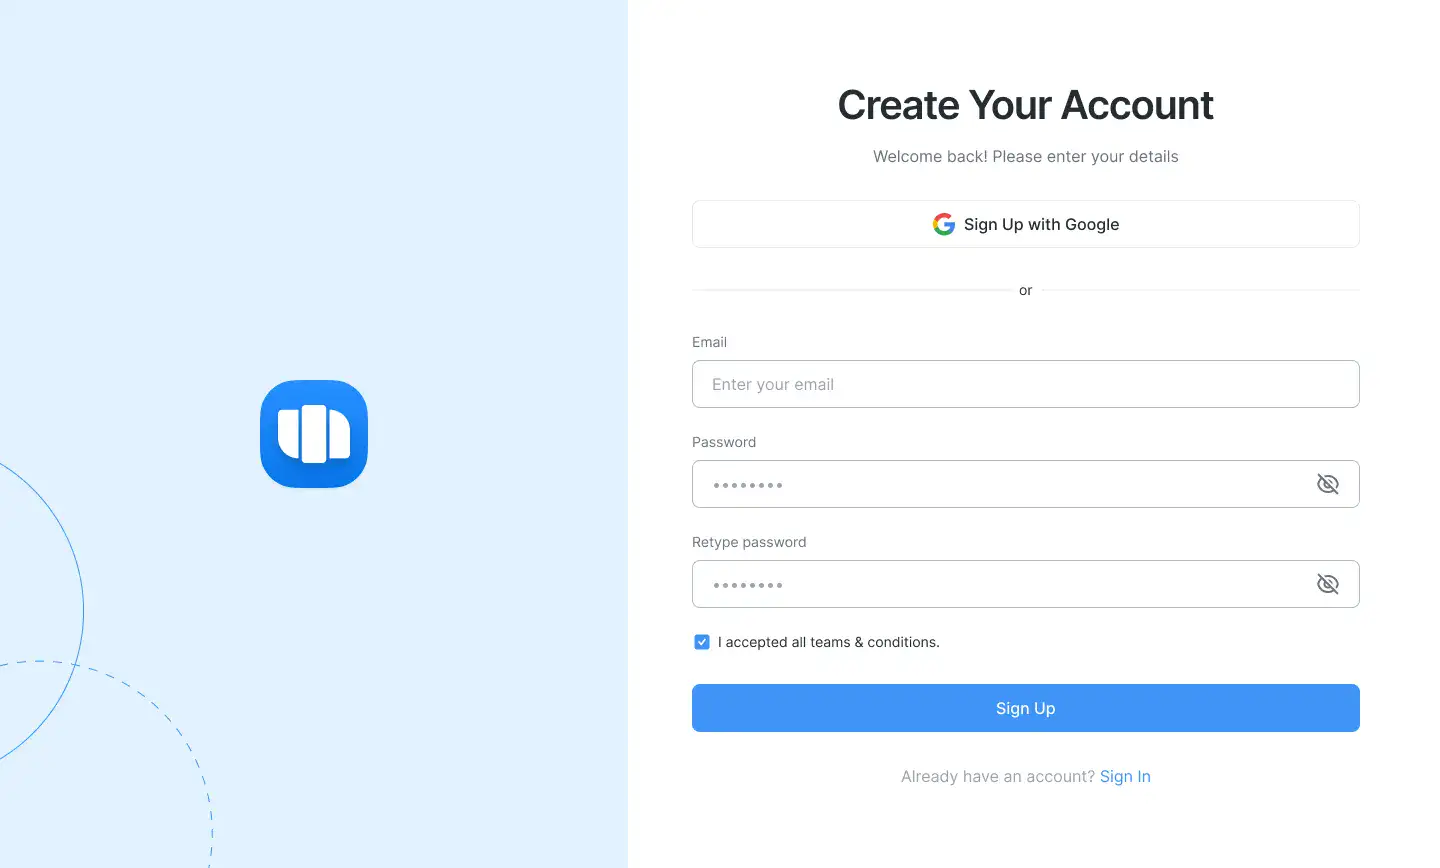 Create Your Account
Welcome back! Please enter your details
Sign Up with Google
or
Email
Enter your email
Password
Retype password
I accepted all teams & conditions.
Sign Up
Already have an account? Sign In